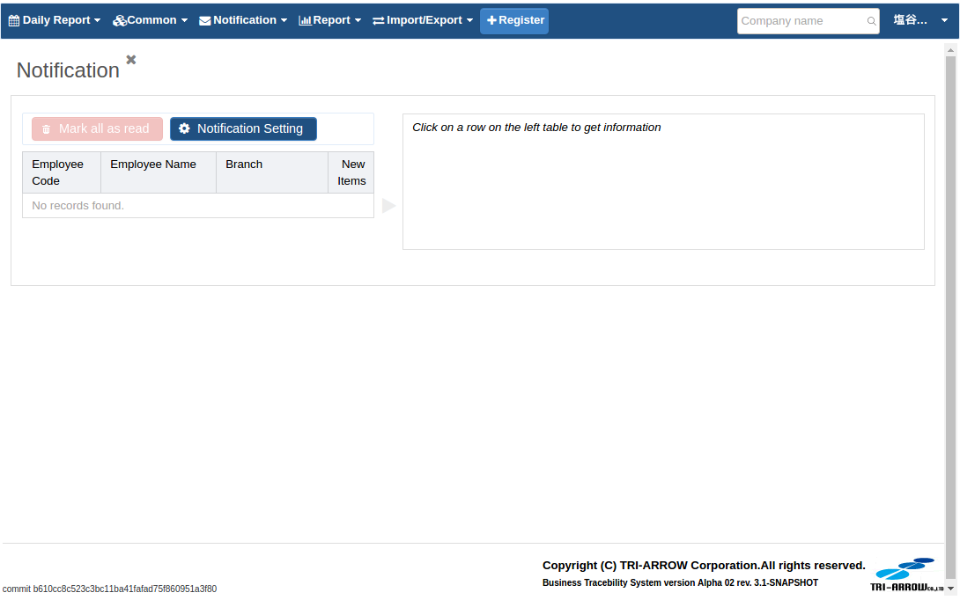 Daily Report Common Notification Report Import/Export Register Company name 塩谷...
Notification
Mark all as read Notification Setting
Click on a row on the left table to get information
Employee Code Employee Name Branch New Items
No records found.
Copyright (C) TRI-ARROW Corporation.All rights reserved.
Business Tracebility System version Alpha 02 rev. 3.1-SNAPSHOT
TRI-ARROW CO.,LTD
commit b610cc8c523c3bc11ba41fafad75f860951a3f80